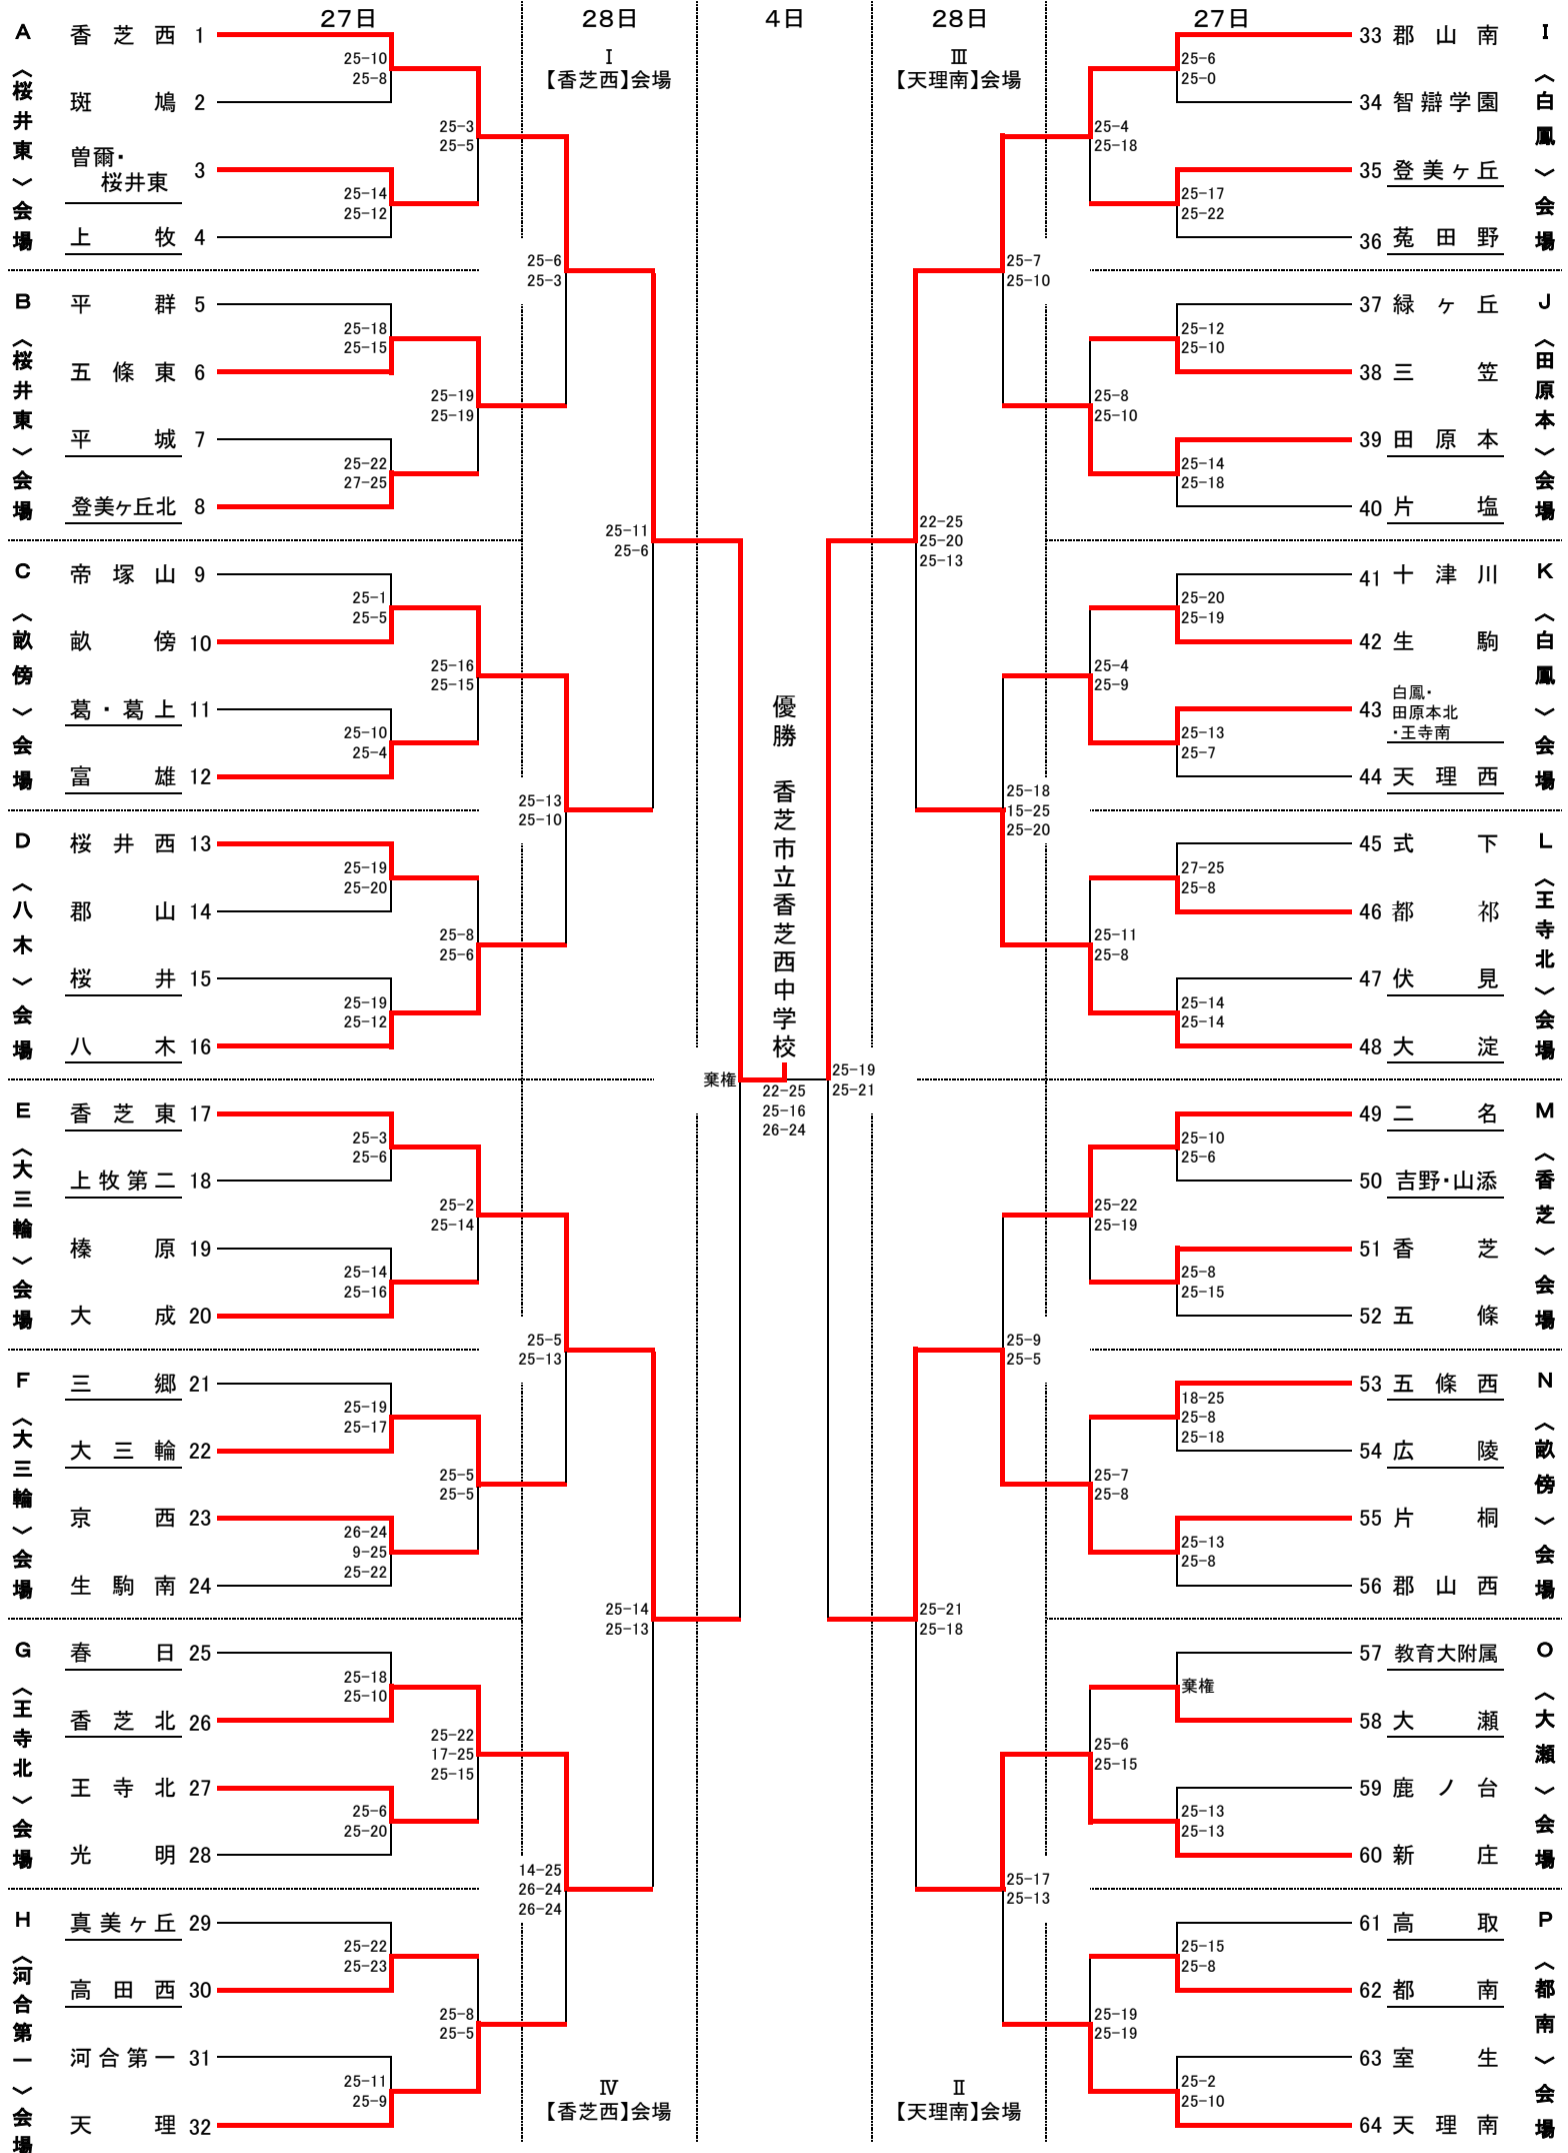 27日
28日
4日
28日
27日
Ⅰ
【香芝西】会場
Ⅲ
【天理南】会場
A
〈桜井東〉会場
香芝西 1
25-10
25-8
斑鳩 2
25-3
25-5
曽爾・
桜井東 3
25-14
25-12
上牧 4
25-6
25-3
B
〈桜井東〉会場
平群 5
25-18
25-15
五條東 6
25-19
25-19
平城 7
25-22
27-25
登美ヶ丘北 8
25-11
25-6
C
〈畝傍〉会場
帝塚山 9
25-1
25-5
畝傍 10
25-16
25-15
葛・葛上 11
25-10
25-4
富雄 12
25-13
25-10
D
〈八木〉会場
桜井西 13
25-19
25-20
郡山 14
25-8
25-6
桜井 15
25-19
25-12
八木 16
棄権
E
〈大三輪〉会場
香芝東 17
25-3
25-6
上牧第二 18
25-2
25-14
榛原 19
25-14
25-16
大成 20
25-5
25-13
F
〈大三輪〉会場
三郷 21
25-19
25-17
大三輪 22
25-5
25-5
京西 23
26-24
9-25
25-22
生駒南 24
25-14
25-13
G
〈王寺北〉会場
春日 25
25-18
25-10
香芝北 26
25-22
17-25
25-15
王寺北 27
25-6
25-20
光明 28
14-25
26-24
26-24
H
〈河合第一〉会場
真美ヶ丘 29
25-22
25-23
高田西 30
25-8
25-5
河合第一 31
25-11
25-9
天理 32
Ⅳ
【香芝西】会場
優勝 香芝市立香芝西中学校
22-25
25-16
26-24
I
〈白鳳〉会場
33 郡山南
25-6
25-0
34 智辯学園
25-4
25-18
35 登美ヶ丘
25-17
25-22
36 菟田野
25-7
25-10
J
〈田原本〉会場
37 緑ヶ丘
25-12
25-10
38 三笠
25-8
25-10
39 田原本
25-14
25-18
40 片塩
22-25
25-20
25-13
K
〈白鳳〉会場
41 十津川
25-20
25-19
42 生駒
25-4
25-9
43 白鳳・
田原本北
・王寺南
25-13
25-7
44 天理西
25-18
15-25
25-20
L
〈王寺北〉会場
45 式下
27-25
25-8
46 都祁
25-11
25-8
47 伏見
25-14
25-14
48 大淀
25-19
25-21
M
〈香芝〉会場
49 二名
25-10
25-6
50 吉野・山添
25-22
25-19
51 香芝
25-8
25-15
52 五條
25-9
25-5
N
〈畝傍〉会場
53 五條西
18-25
25-8
25-18
54 広陵
25-7
25-8
55 片桐
25-13
25-8
56 郡山西
25-21
25-18
O
〈大瀬〉会場
57 教育大附属
棄権
58 大瀬
25-6
25-15
59 鹿ノ台
25-13
25-13
60 新庄
25-17
25-13
P
〈都南〉会場
61 高取
25-15
25-8
62 都南
25-19
25-19
63 室生
25-2
25-10
64 天理南
Ⅱ
【天理南】会場